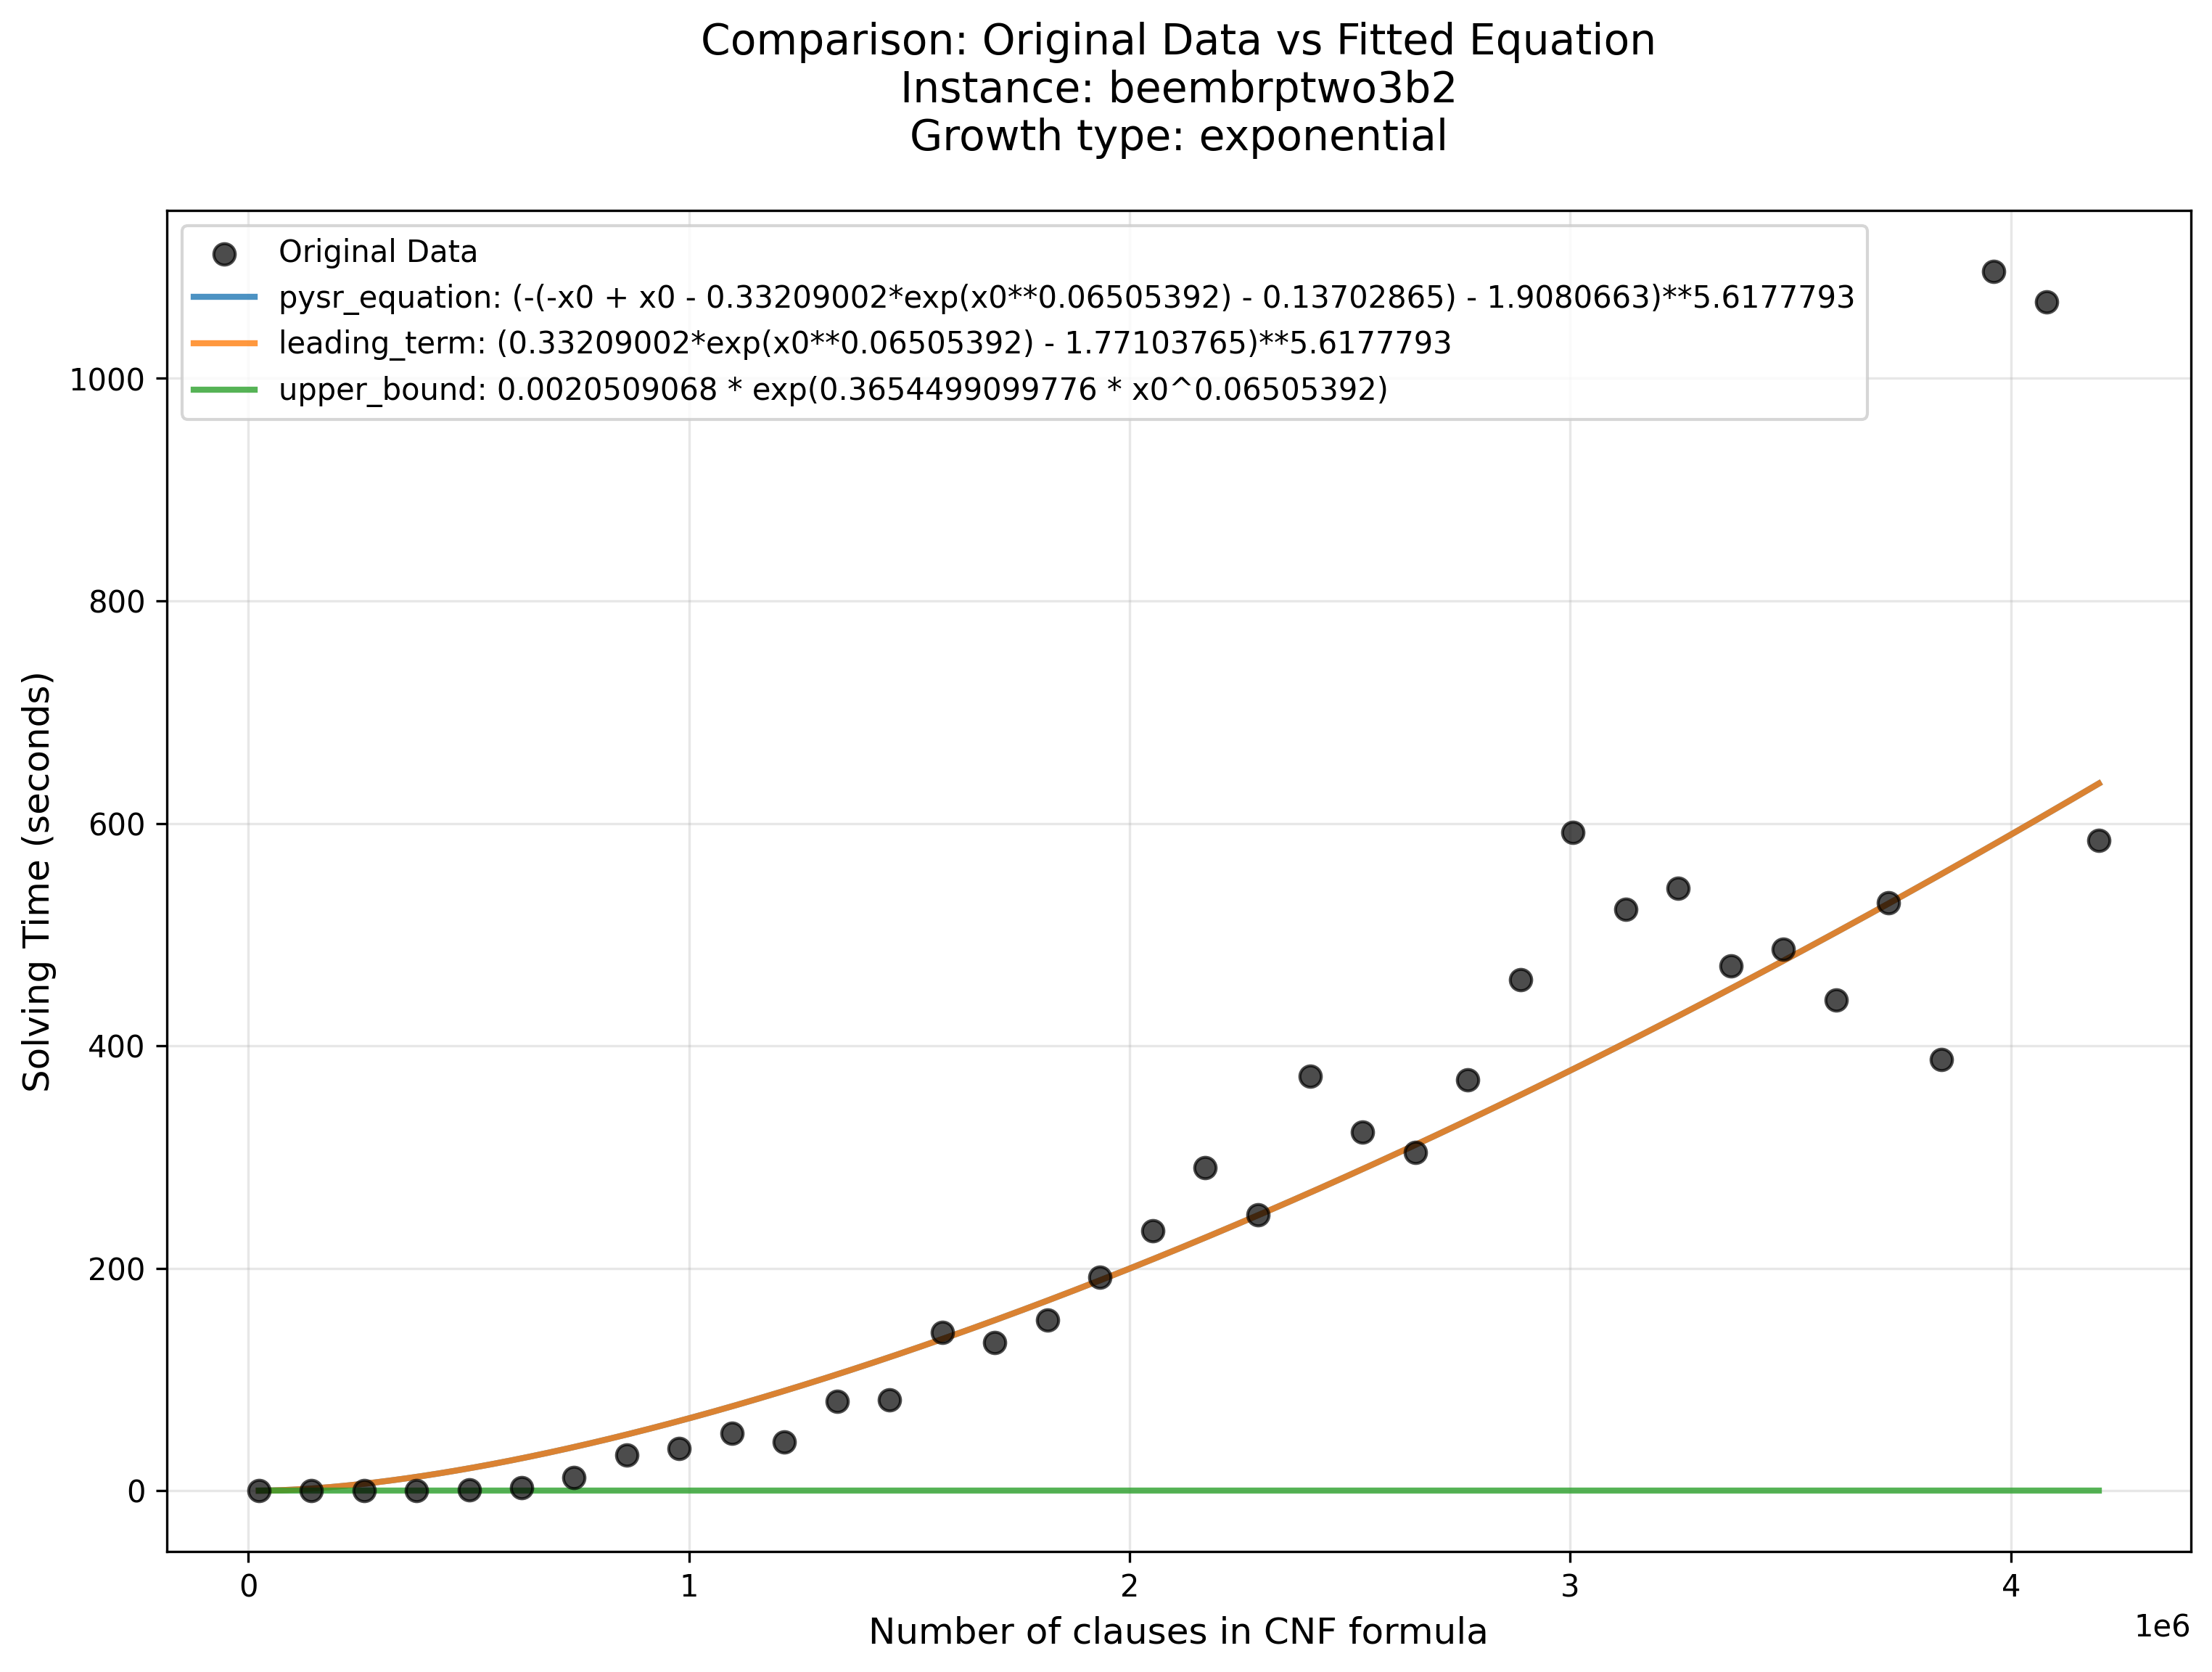 Comparison: Original Data vs Fitted Equation
Instance: beembrptwo3b2
Growth type: exponential
Original Data
pysr_equation: (-(-x0 + x0 - 0.33209002*exp(x0**0.06505392) - 0.13702865) - 1.9080663)**5.6177793
leading_term: (0.33209002*exp(x0**0.06505392) - 1.77103765)**5.6177793
upper_bound: 0.0020509068 * exp(0.3654499099776 * x0^0.06505392)
1000
800
600
400
200
0
Solving Time (seconds)
0 1 2 3 4
1e6
Number of clauses in CNF formula